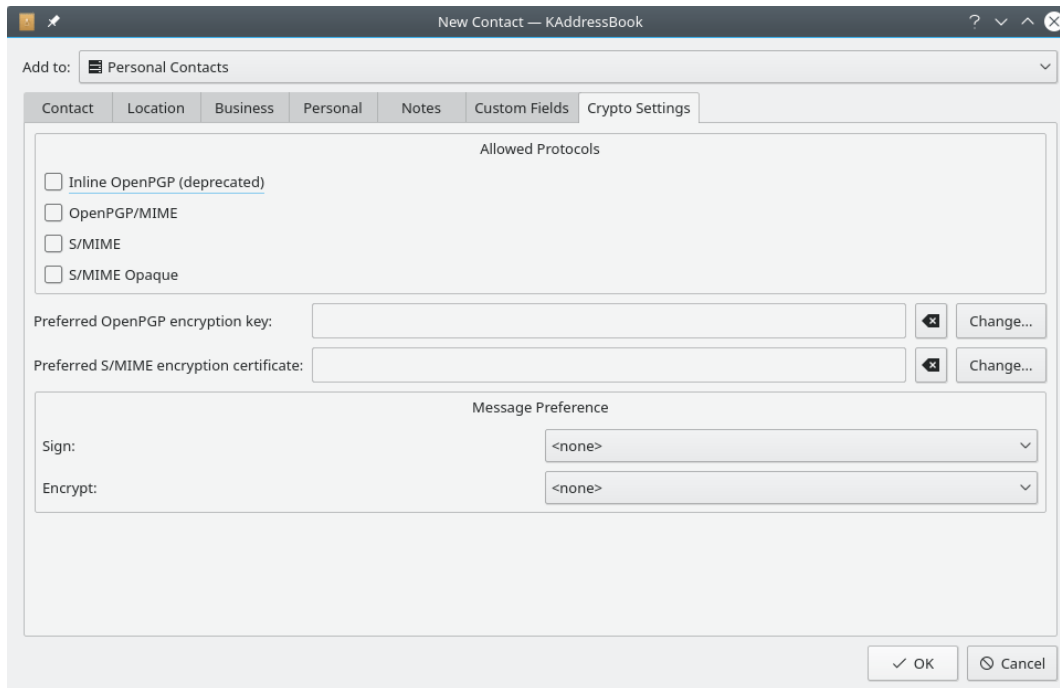 New Contact — KAddressBook
Add to: Personal Contacts
Contact Location Business Personal Notes Custom Fields Crypto Settings
Allowed Protocols
Inline OpenPGP (deprecated)
OpenPGP/MIME
S/MIME
S/MIME Opaque
Preferred OpenPGP encryption key: Change...
Preferred S/MIME encryption certificate: Change...
Message Preference
Sign: <none>
Encrypt: <none>
OK Cancel